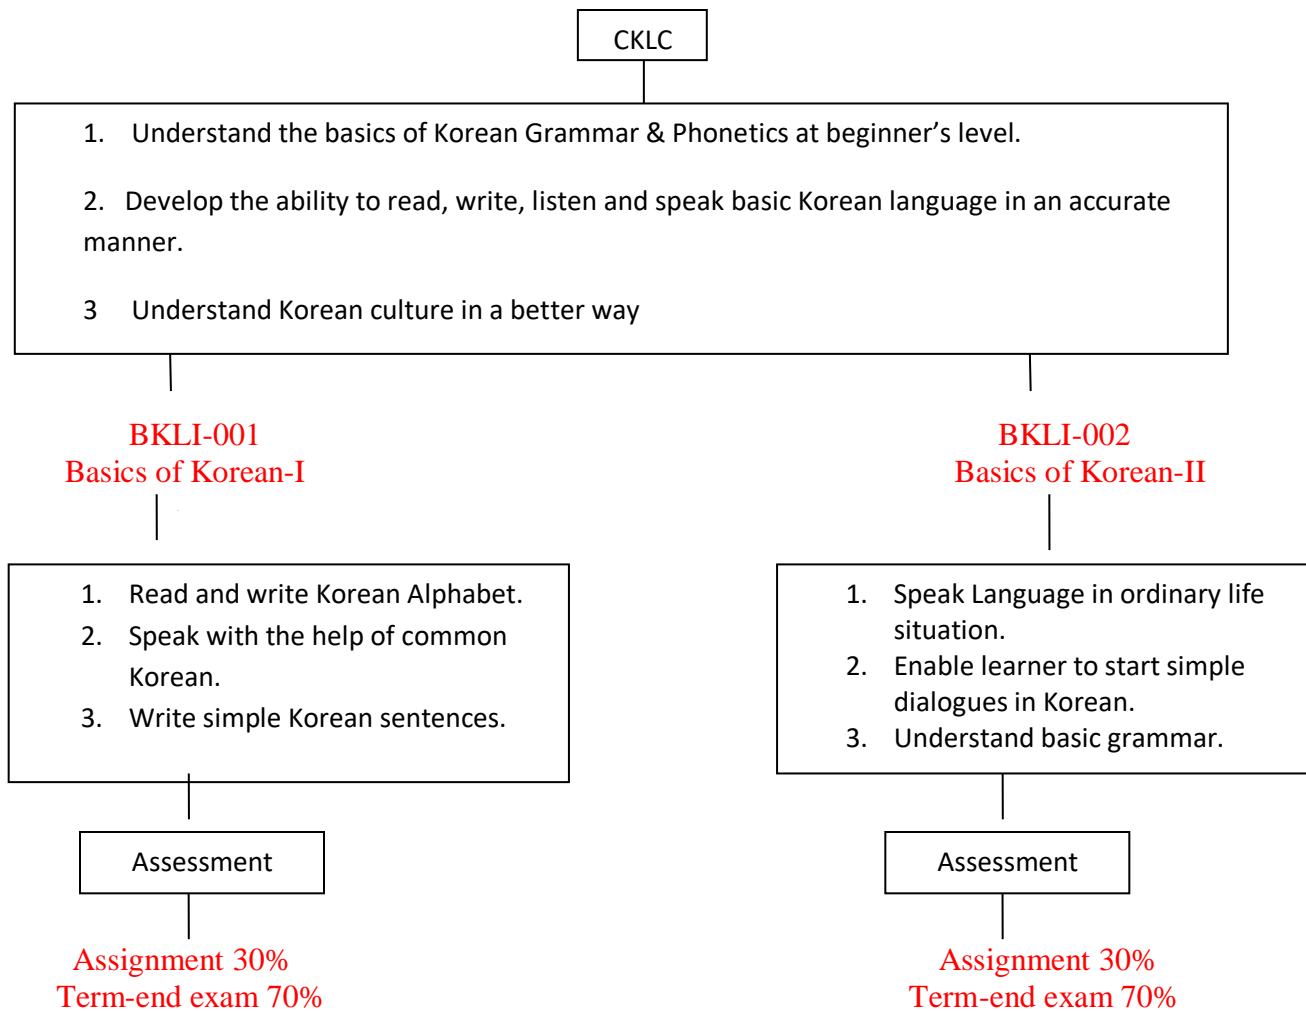 CKLC
1. Understand the basics of Korean Grammar & Phonetics at beginner’s level.
2. Develop the ability to read, write, listen and speak basic Korean language in an accurate
manner.
3 Understand Korean culture in a better way
BKLI-001
Basics of Korean-I
BKLI-002
Basics of Korean-II
1. Read and write Korean Alphabet.
2. Speak with the help of common
Korean.
3. Write simple Korean sentences.
1. Speak Language in ordinary life
situation.
2. Enable learner to start simple
dialogues in Korean.
3. Understand basic grammar.
Assessment
Assessment
Assignment 30%
Term-end exam 70%
Assignment 30%
Term-end exam 70%